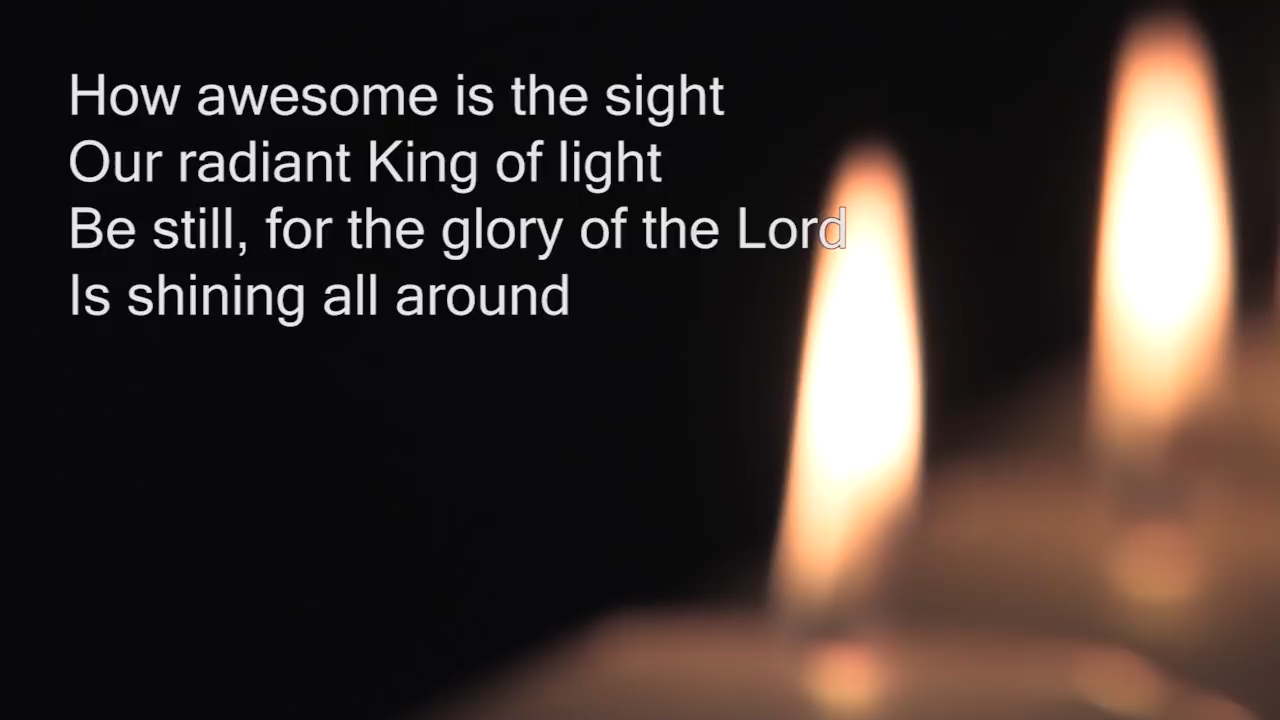 How awesome is the sight
Our radiant King of light
Be still, for the glory of the Lord
Is shining all around